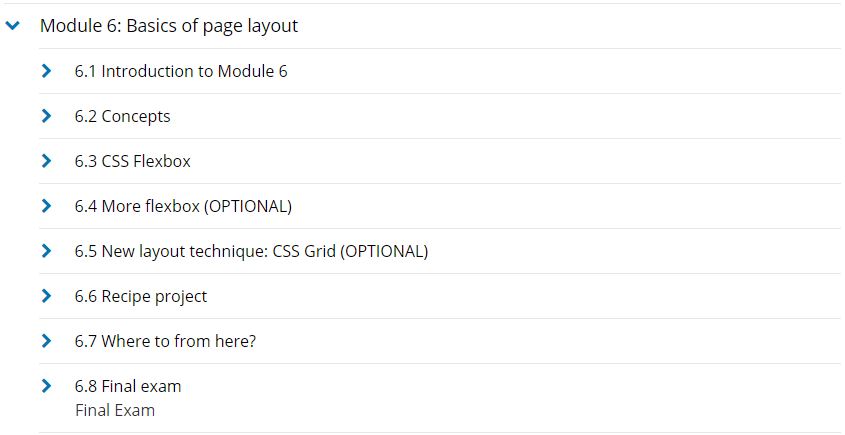 Module 6: Basics of page layout
6.1 Introduction to Module 6
6.2 Concepts
6.3 CSS Flexbox
6.4 More flexbox (OPTIONAL)
6.5 New layout technique: CSS Grid (OPTIONAL)
6.6 Recipe project
6.7 Where to from here?
6.8 Final exam
Final Exam